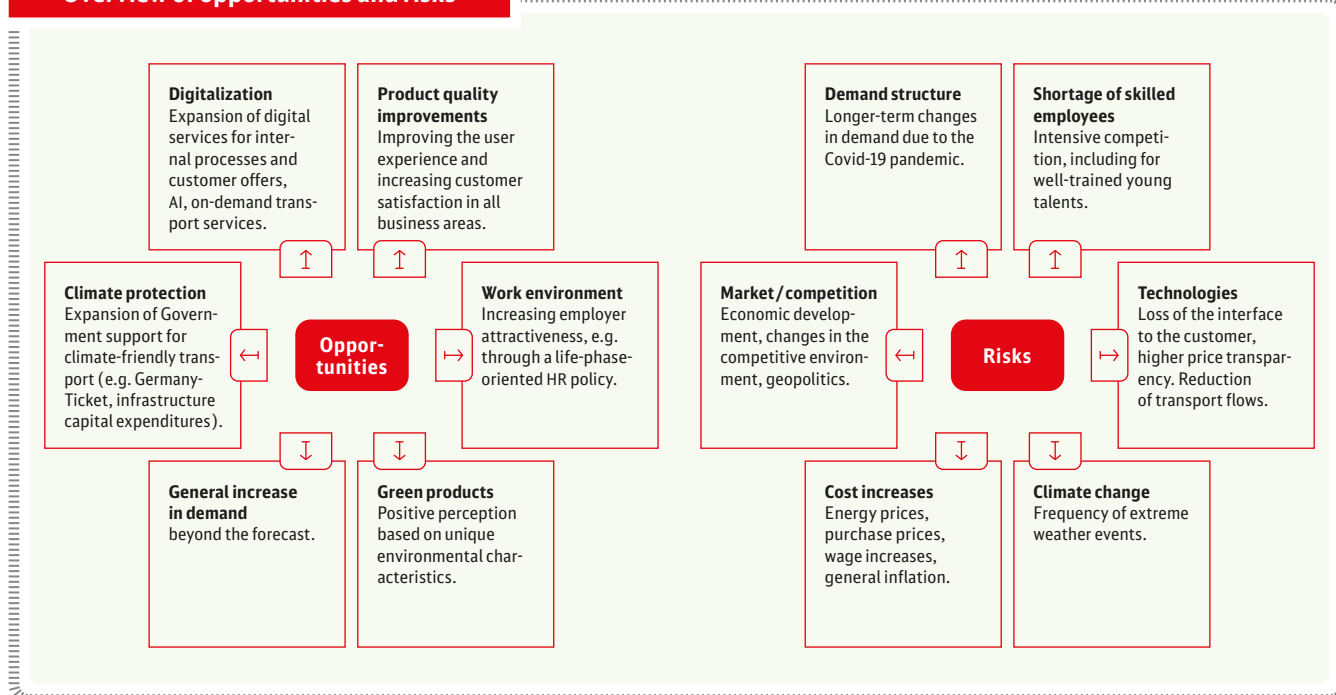 Overview of opportunities and risks
Digitalization
Expansion of digital
services for inter-
nal processes and
customer offers,
AI, on-demand trans-
port services.
Product quality
improvements
Improving the user
experience and
increasing customer
satisfaction in all
business areas.
Climate protection
Expansion of Govern-
ment support for
climate-friendly trans-
port (e.g. Germany-
Ticket, infrastructure
capital expenditures).
Oppor-
tunities
Work environment
Increasing employer
attractiveness, e.g.
through a life-phase-
oriented HR policy.
General increase
in demand
beyond the forecast.
Green products
Positive perception
based on unique
environmental char-
acteristics.
Demand structure
Longer-term changes
in demand due to the
Covid-19 pandemic.
Shortage of skilled
employees
Intensive competi-
tion, including for
well-trained young
talents.
Market/competition
Economic develop-
ment, changes in the
competitive environ-
ment, geopolitics.
Risks
Technologies
Loss of the interface
to the customer,
higher price transpar-
ency. Reduction
of transport flows.
Cost increases
Energy prices,
purchase prices,
wage increases,
general inflation.
Climate change
Frequency of extreme
weather events.